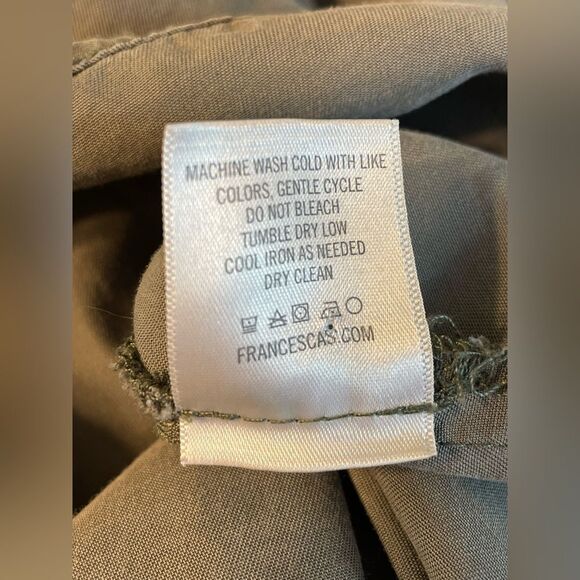 MACHINE WASH COLD WITH LIKE
COLORS, GENTLE CYCLE
DO NOT BLEACH
TUMBLE DRY LOW
COOL IRON AS NEEDED
DRY CLEAN
FRANCESCAS.COM